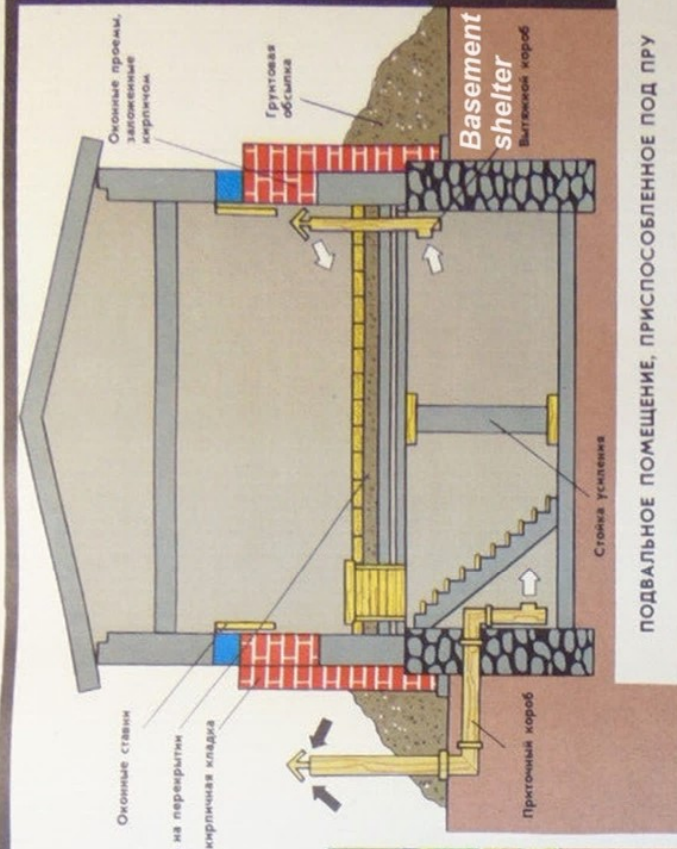 Оконные проемы,
заложенные
кирпичом
Грунтовая
обсыпка
Basement
shelter
Вытяжной короб
Оконные ставни
на перекрытии
кирпичная кладка
Приточный короб
Стойка усиления
ПОДВАЛЬНОЕ ПОМЕЩЕНИЕ, ПРИСПОСОБЛЕННОЕ ПОД ПРУ